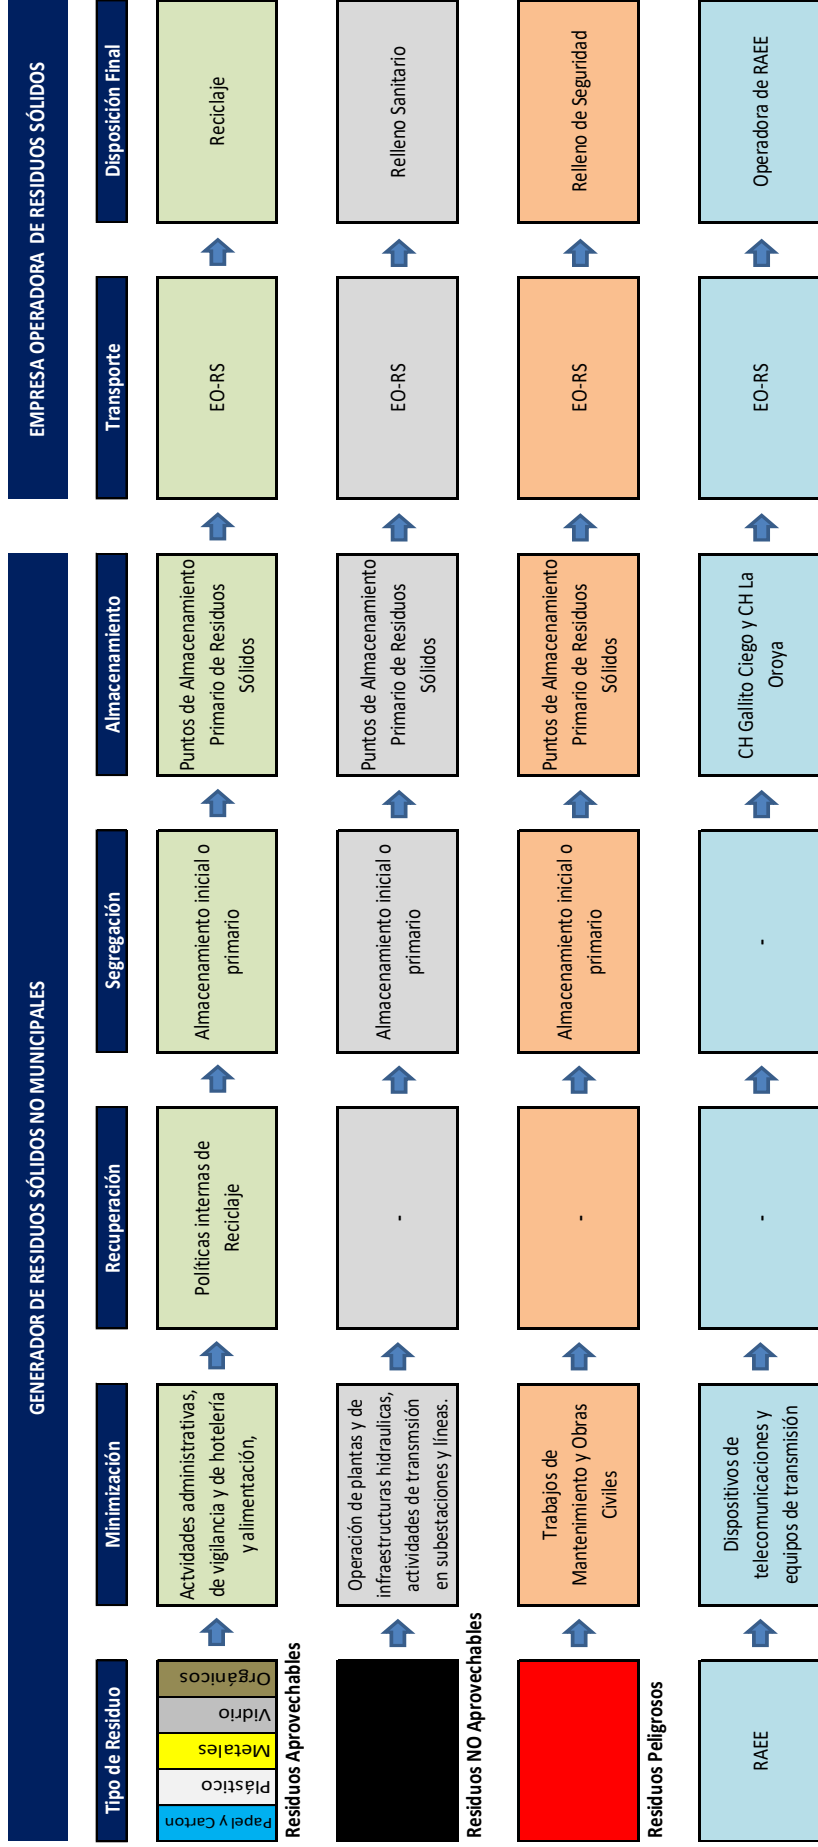 GENERADOR DE RESIDUOS SÓLIDOS NO MUNICIPALES
EMPRESA OPERADORA DE RESIDUOS SÓLIDOS
Tipo de Residuo
Minimización
Recuperación
Segregación
Almacenamiento
Transporte
Disposición Final
Papel y Carton
Plástico
Metales
Vidrio
Orgánicos
Residuos Aprovechables
Actvidades administrativas,
de vigilancia y de hotelería
y alimentación,
Políticas internas de
Reciclaje
Almacenamiento inicial o
primario
Puntos de Almacenamiento
Primario de Residuos
Sólidos
EO-RS
Reciclaje
Residuos NO Aprovechables
Operación de plantas y de
infraestructuras hidraulicas,
actividades de transmsión
en subestaciones y líneas.
-
Almacenamiento inicial o
primario
Puntos de Almacenamiento
Primario de Residuos
Sólidos
EO-RS
Relleno Sanitario
Residuos Peligrosos
Trabajos de
Mantenimiento y Obras
Civiles
-
Almacenamiento inicial o
primario
Puntos de Almacenamiento
Primario de Residuos
Sólidos
EO-RS
Relleno de Seguridad
RAEE
Dispositivos de
telecomunicaciones y
equipos de transmisión
-
-
CH Gallito Ciego y CH La
Oroya
EO-RS
Operadora de RAEE